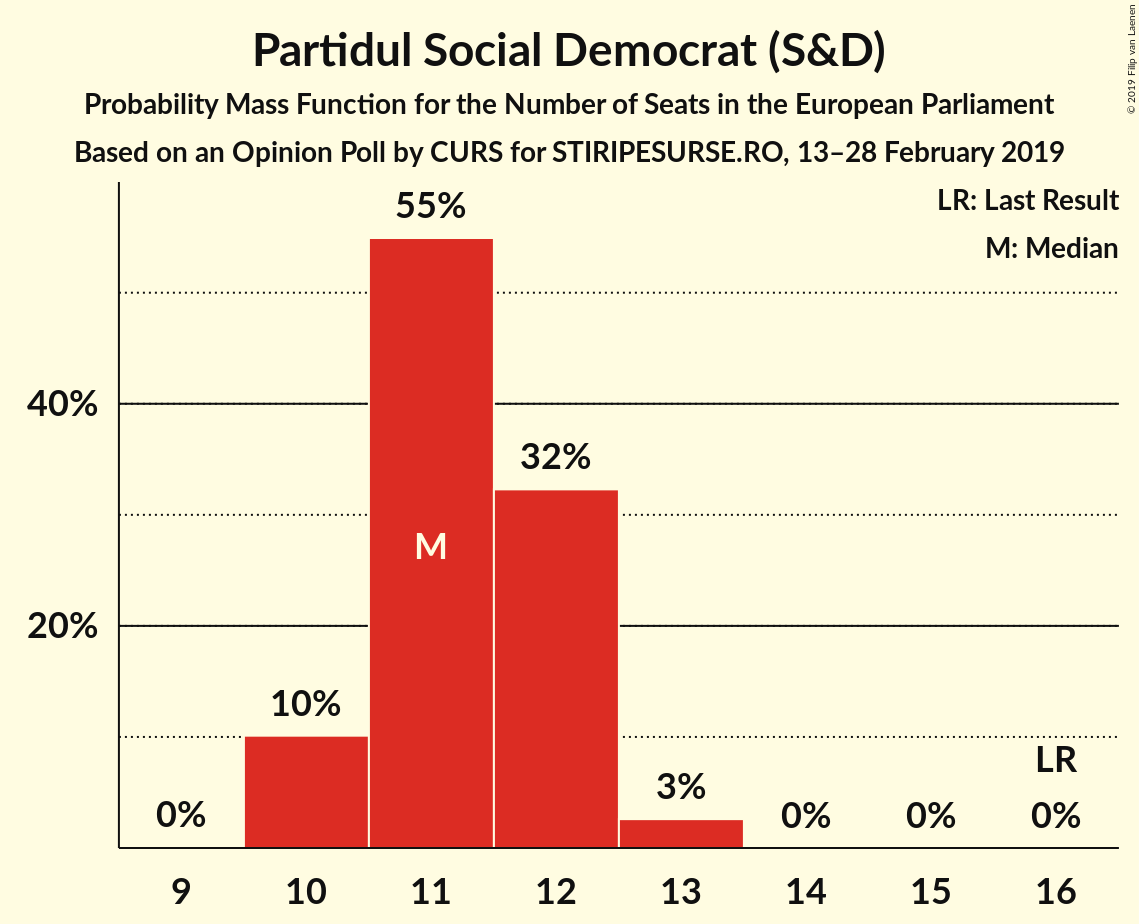 Partidul Social Democrat (S&D)
Probability Mass Function for the Number of Seats in the European Parliament
Based on an Opinion Poll by CURS for STIRIPESURSE.RO, 13–28 February 2019
© 2019 Filip van Laenen
LR: Last Result
M: Median
40%
20%
0%
10%
55%
M
32%
3%
0%
0%
LR
0%
9 10 11 12 13 14 15 16